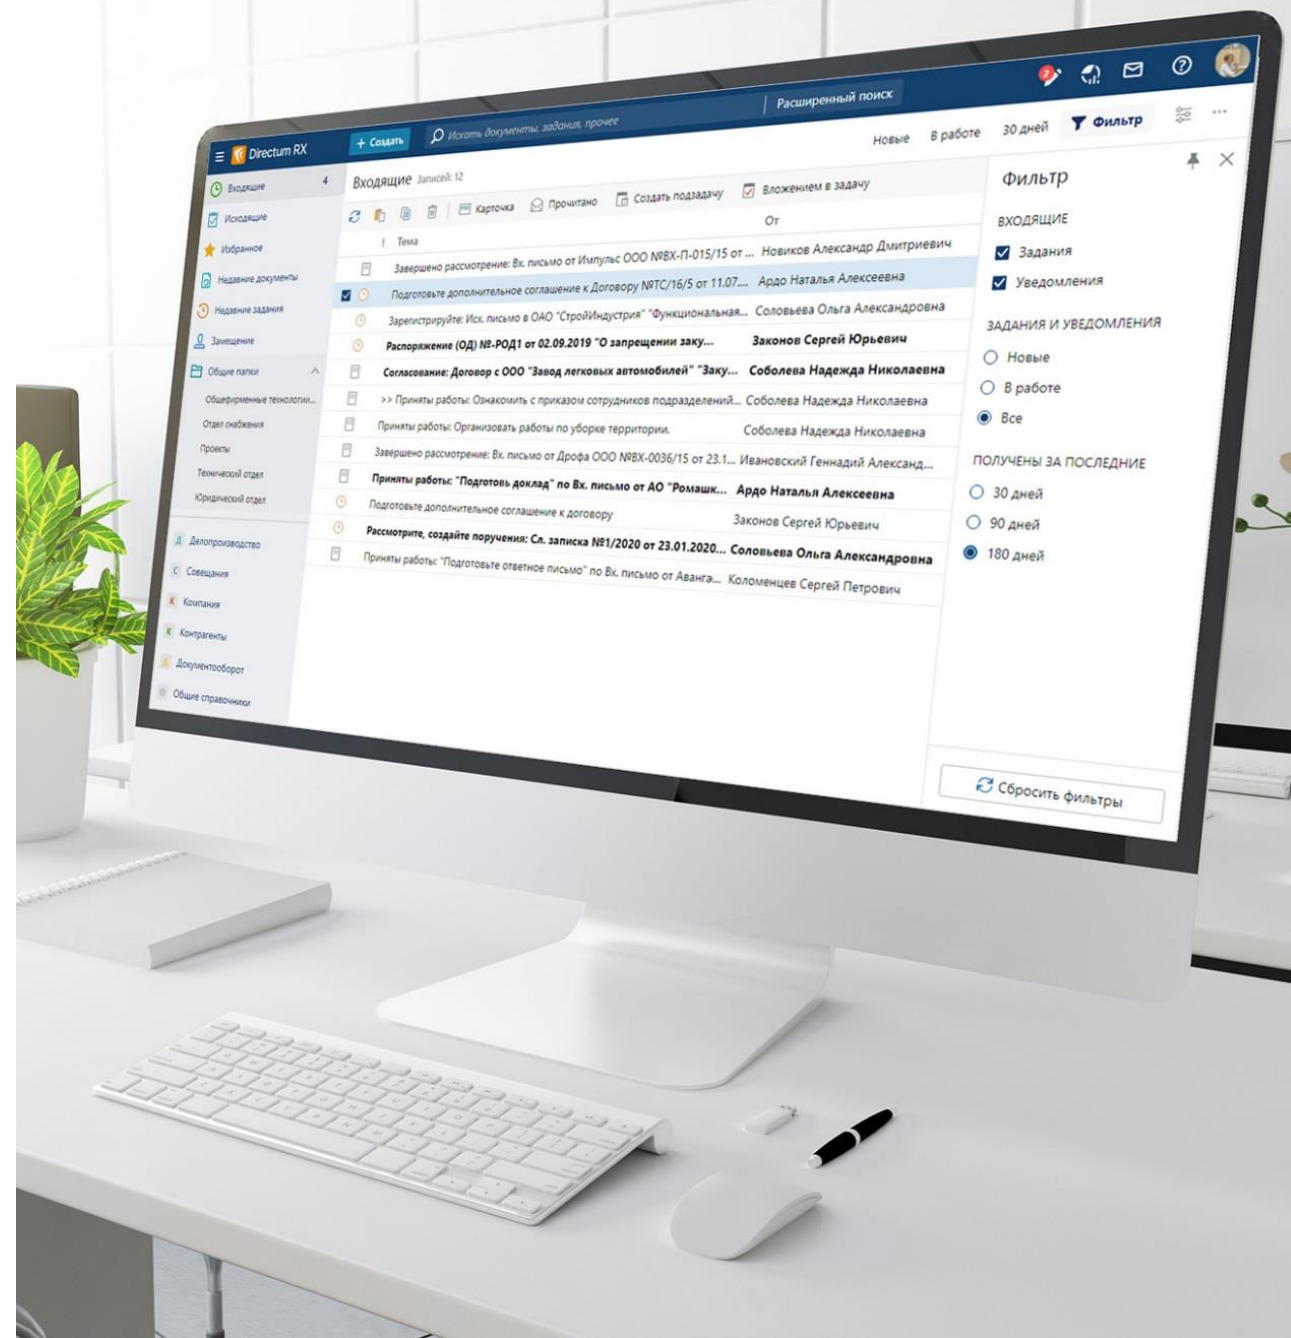 Directum RX
+ Создать
Искать документы, задания, прочее
Расширенный поиск
2
Входящие 4
Исходящие
Избранное
Недавние документы
Недавние задания
Замещение
Общие папки
Общефирменные технологии...
Отдел снабжения
Проекты
Технический отдел
Юридический отдел
Д Делопроизводство
С Совещания
К Компания
К Контрагенты
Д Документооборот
Общие справочники
Входящие Записей: 12
Новые В работе 30 дней Фильтр ...
Карточка Прочитано Создать подзадачу Вложением в задачу
! Тема От
Завершено рассмотрение: Вх. письмо от Импульс ООО №ВХ-П-015/15 от ... Новиков Александр Дмитриевич
Подготовьте дополнительное соглашение к Договору №ТС/16/5 от 11.07.... Ардо Наталья Алексеевна
Зарегистрируйте: Исх. письмо в ОАО "СтройИндустрия" "Функциональная... Соловьева Ольга Александровна
Распоряжение (ОД) №-РОД1 от 02.09.2019 "О запрещении заку... Законов Сергей Юрьевич
Согласование: Договор с ООО "Завод легковых автомобилей" "Заку... Соболева Надежда Николаевна
>> Приняты работы: Ознакомить с приказом сотрудников подразделений... Соболева Надежда Николаевна
Приняты работы: Организовать работы по уборке территории. Соболева Надежда Николаевна
Завершено рассмотрение: Вх. письмо от Дрофа ООО №ВХ-0036/15 от 23.1... Ивановский Геннадий Александ...
Приняты работы: "Подготовь доклад" по Вх. письмо от АО "Ромашк... Ардо Наталья Алексеевна
Подготовьте дополнительное соглашение к договору Законов Сергей Юрьевич
Рассмотрите, создайте поручения: Сл. записка №1/2020 от 23.01.2020... Соловьева Ольга Александровна
Приняты работы: "Подготовьте ответное письмо" по Вх. письмо от Аванга... Коломенцев Сергей Петрович
Фильтр
ВХОДЯЩИЕ
Задания
Уведомления
ЗАДАНИЯ И УВЕДОМЛЕНИЯ
Новые
В работе
Все
ПОЛУЧЕНЫ ЗА ПОСЛЕДНИЕ
30 дней
90 дней
180 дней
Сбросить фильтры